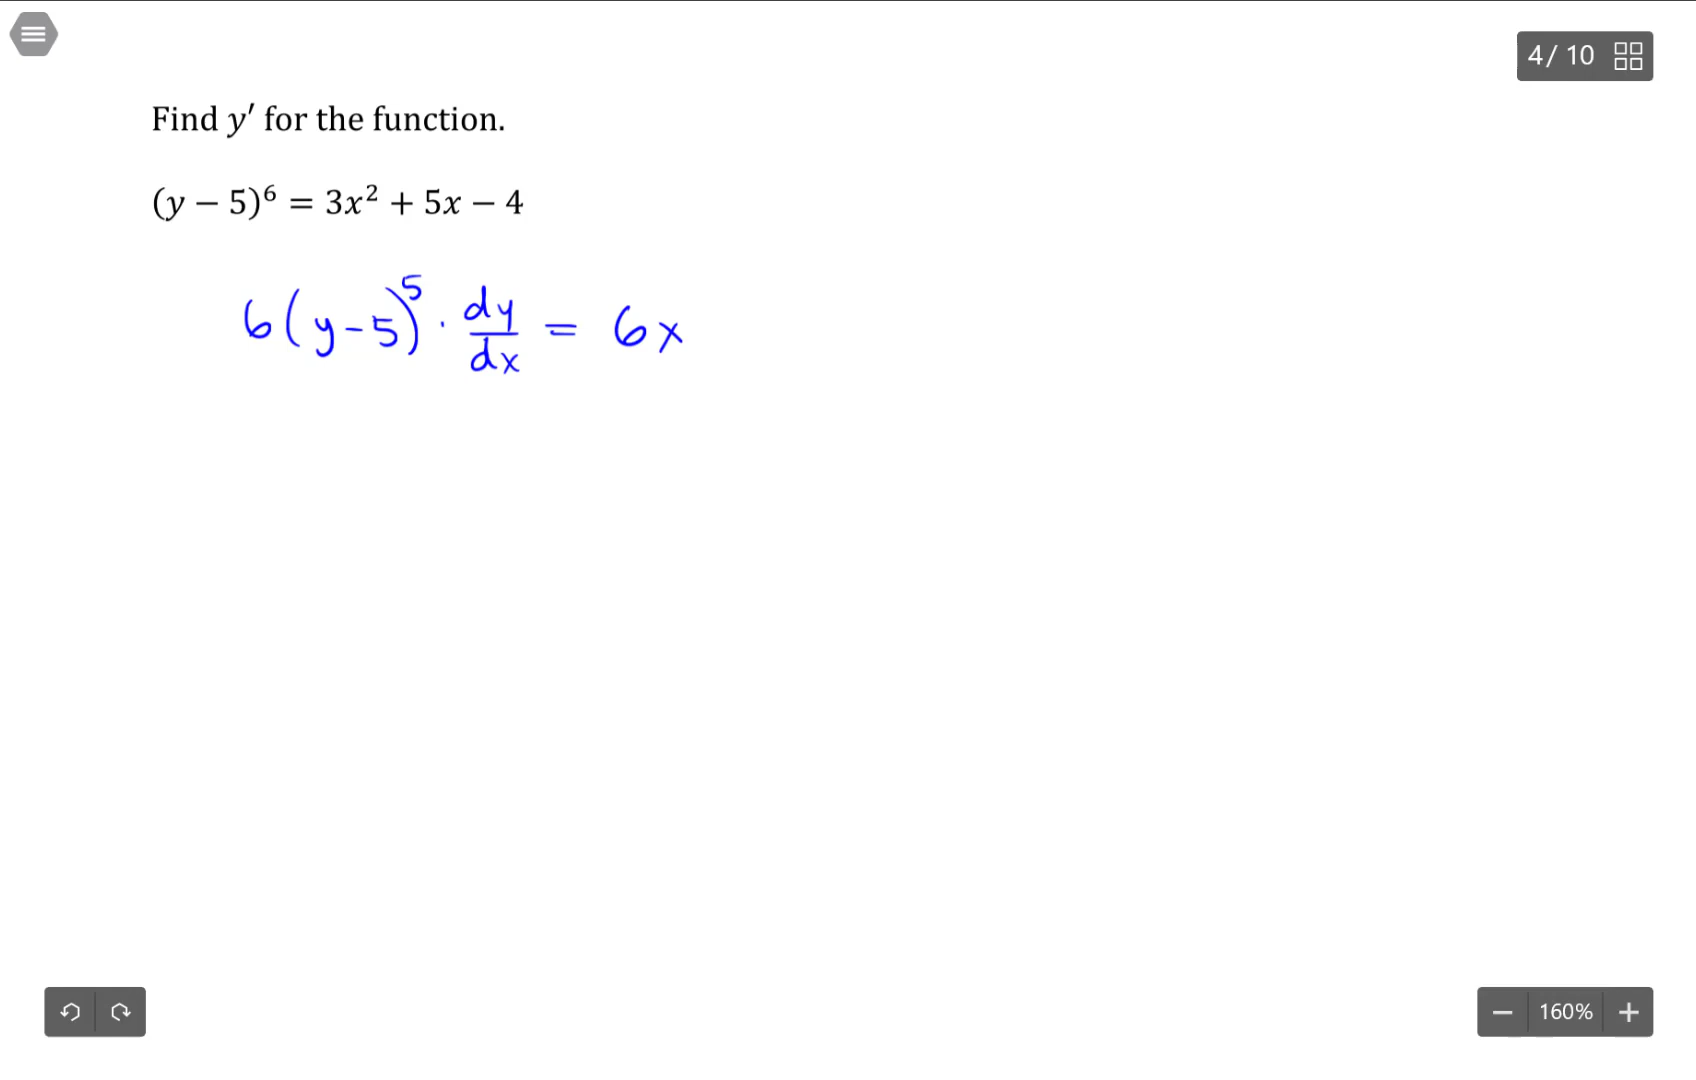 4/ 10
Find y′ for the function.
(y − 5)⁶ = 3x² + 5x − 4
6(y-5)⁵ · dy/dx = 6x
160%